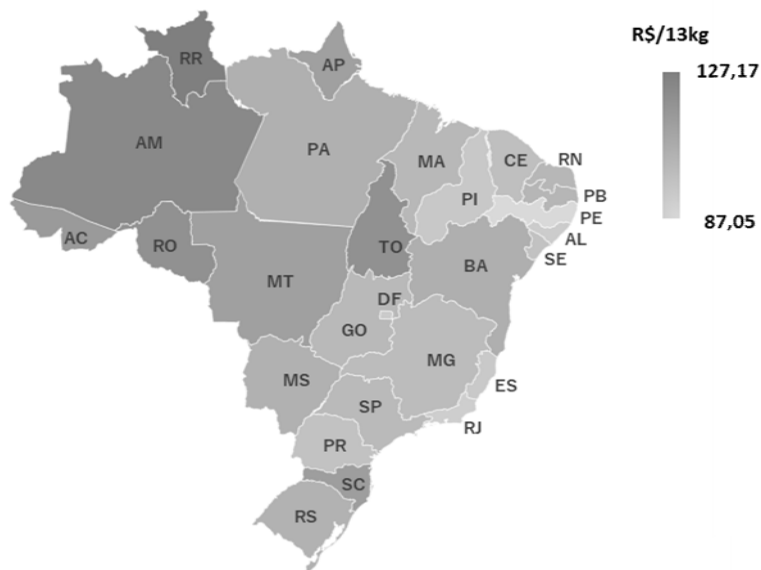 R$/13kg
127,17
87,05
RR
AP
AM
PA
MA
CE
RN
PI
PB
PE
AL
SE
AC
RO
TO
BA
MT
DF
GO
MG
MS
ES
SP
RJ
PR
SC
RS